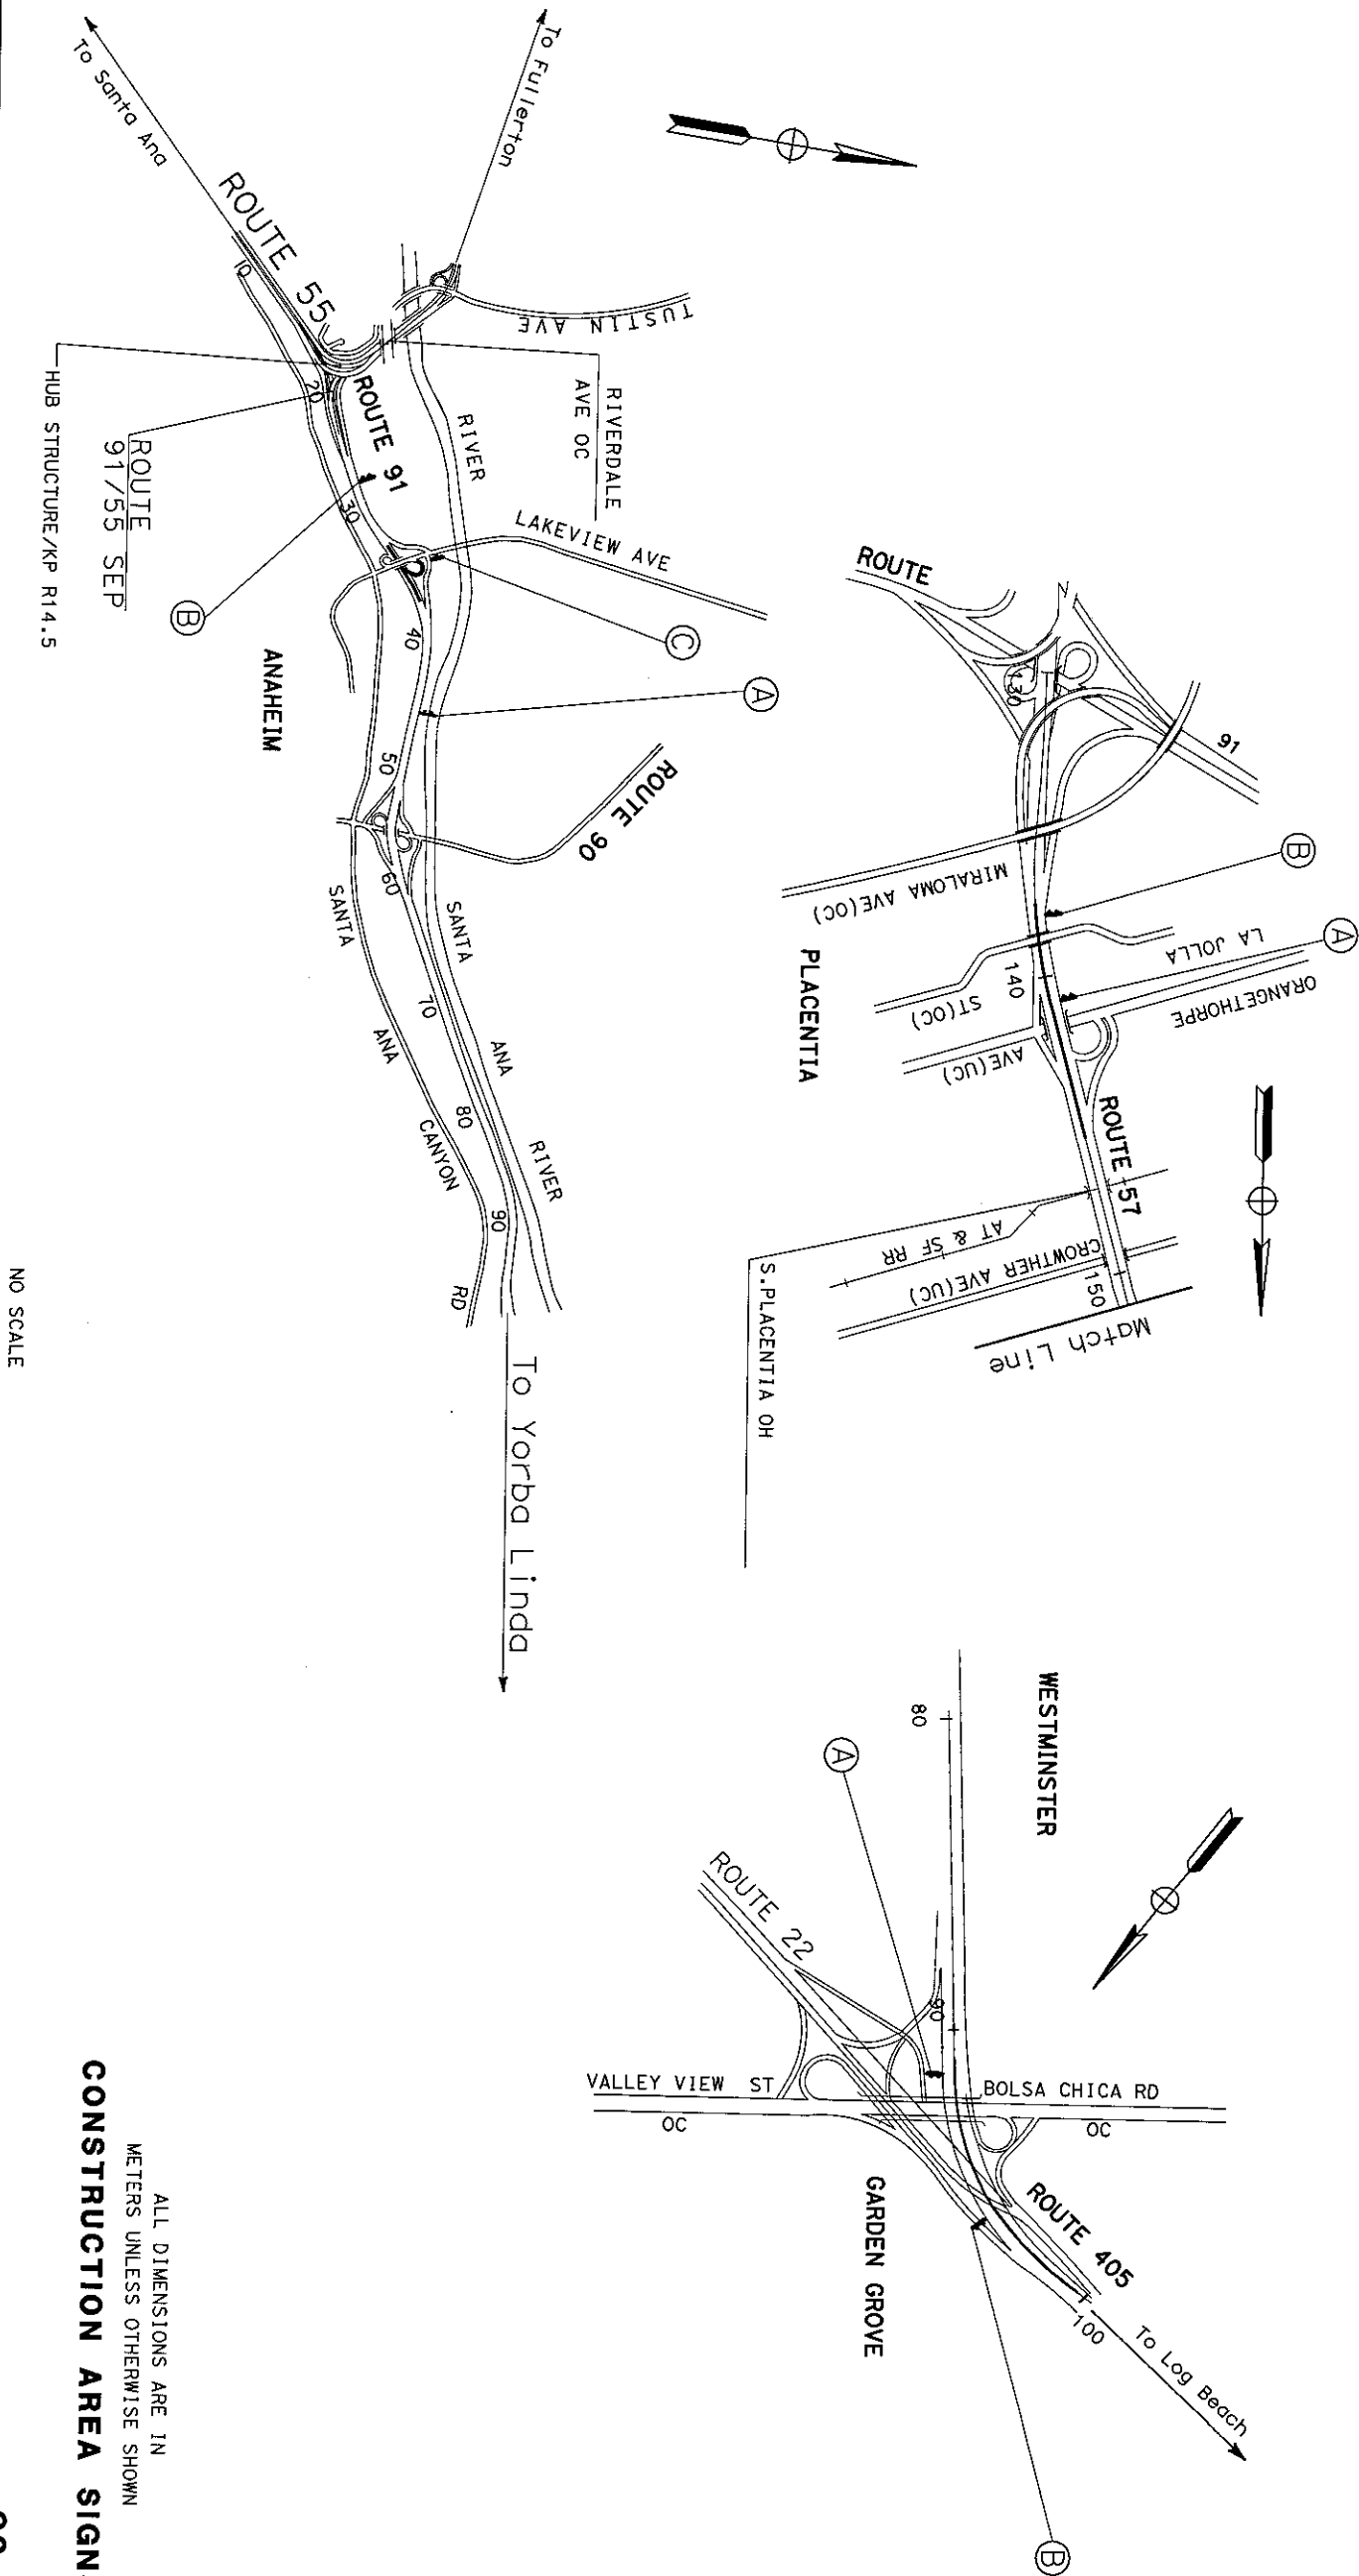 To Santa Ana
To Fullerton
ROUTE 55
10
TUSTIN AVE
RIVERDALE
AVE OC
ROUTE 91
20
RIVER
HUB STRUCTURE/KP R14.5
ROUTE
91/55 SEP
B
30
LAKEVIEW AVE
C
A
40
ANAHEIM
50
ROUTE 90
60
SANTA
ANA
CANYON
RD
SANTA
ANA
RIVER
70
80
90
To Yorba Linda
ROUTE
91
130
MIRALOMA AVE(OC)
B
A
LA JOLLA
ST(OC)
ORANGETHORPE
AVE(UC)
140
PLACENTIA
ROUTE 57
AT & SF RR
CROWTHER AVE(UC)
150
Match Line
S.PLACENTIA OH
WESTMINSTER
80
A
ROUTE 22
90
VALLEY VIEW ST
OC
BOLSA CHICA RD
OC
GARDEN GROVE
ROUTE 405
100
To Log Beach
B
NO SCALE
ALL DIMENSIONS ARE IN
METERS UNLESS OTHERWISE SHOWN
CONSTRUCTION AREA SIGN